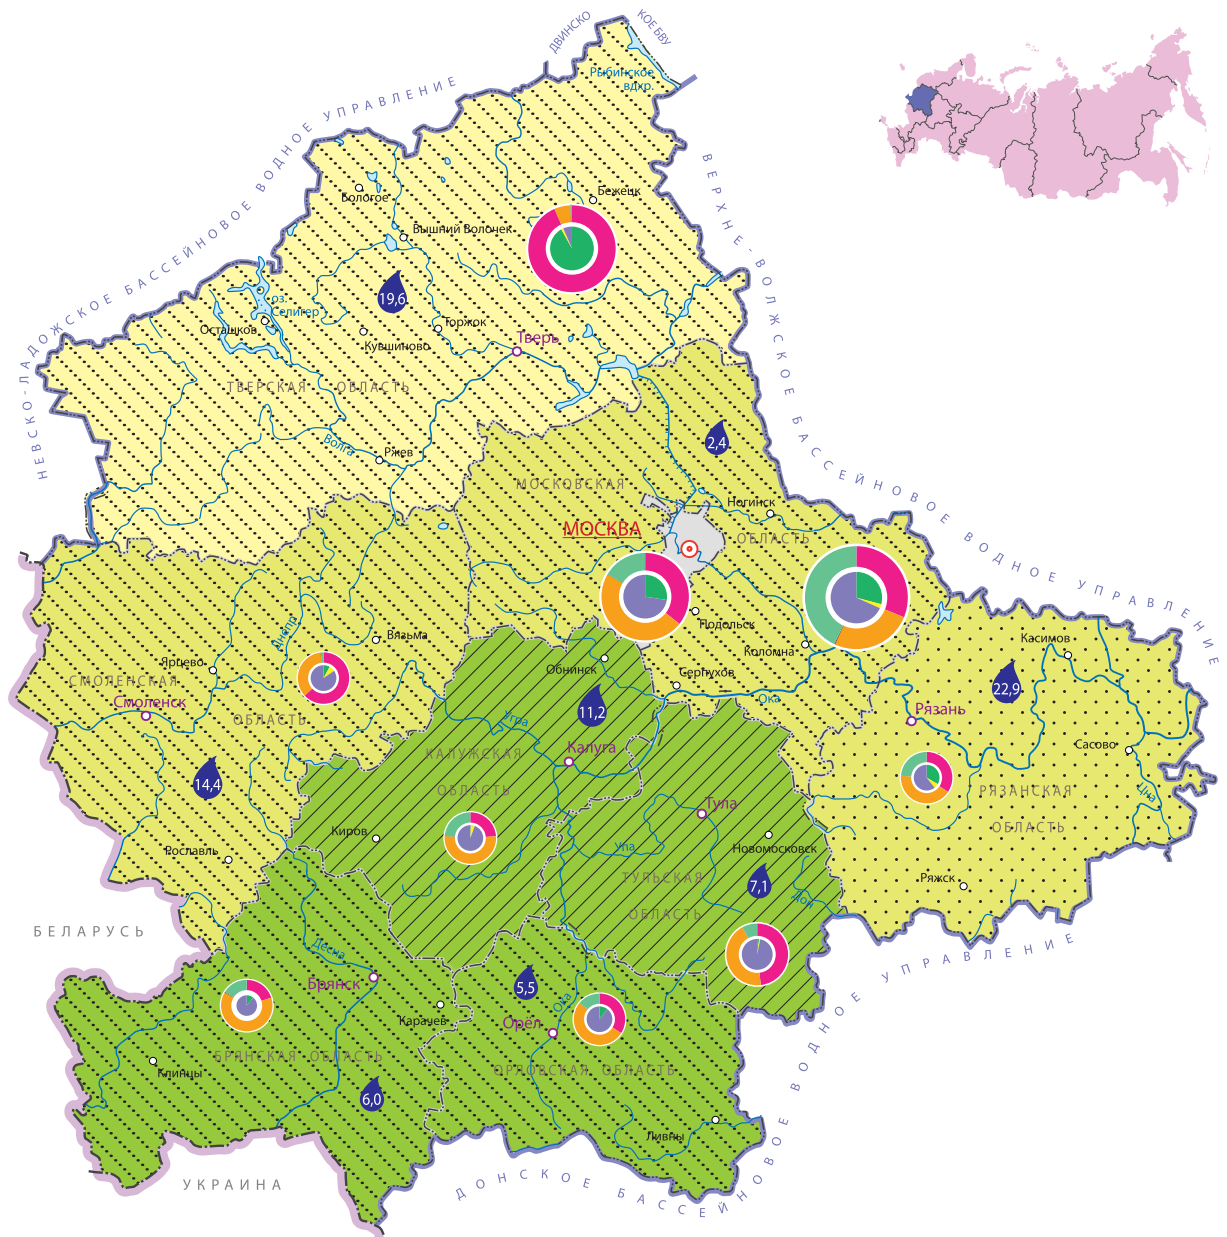 ДВИНСКО
КОЕ БВУ
Рыбинское
вдхр.
НЕВСКО-ЛАДОЖСКОЕ БАССЕЙНОВОЕ ВОДНОЕ УПРАВЛЕНИЕ
ВЕРХНЕ-ВОЛЖСКОЕ БАССЕЙНОВОЕ ВОДНОЕ УПРАВЛЕНИЕ
Бологое
Бежецк
Вышний Волочек
19,6
оз.
Селигер
Осташков
Торжок
Кувшиново
Тверь
ТВЕРСКАЯ ОБЛАСТЬ
Волга
Ржев
2,4
МОСКОВСКАЯ
ОБЛАСТЬ
Ногинск
МОСКВА
Подольск
Коломна
Серпухов
Ока
Днепр
Вязьма
Ярцево
СМОЛЕНСКАЯ
ОБЛАСТЬ
Смоленск
14,4
Рославль
Обнинск
11,2
Угра
Калуга
КАЛУЖСКАЯ
ОБЛАСТЬ
Киров
Касимов
22,9
Рязань
Сасово
Цна
РЯЗАНСКАЯ
ОБЛАСТЬ
Ряжск
Тула
Упа
Новомосковск
ТУЛЬСКАЯ
ОБЛАСТЬ
7,1
Дон
БЕЛАРУСЬ
Десна
Брянск
Карачев
БРЯНСКАЯ ОБЛАСТЬ
Клинцы
6,0
5,5
Ока
Орёл
ОРЛОВСКАЯ ОБЛАСТЬ
Ливны
УКРАИНА
ДОНСКОЕ БАССЕЙНОВОЕ ВОДНОЕ УПРАВЛЕНИЕ